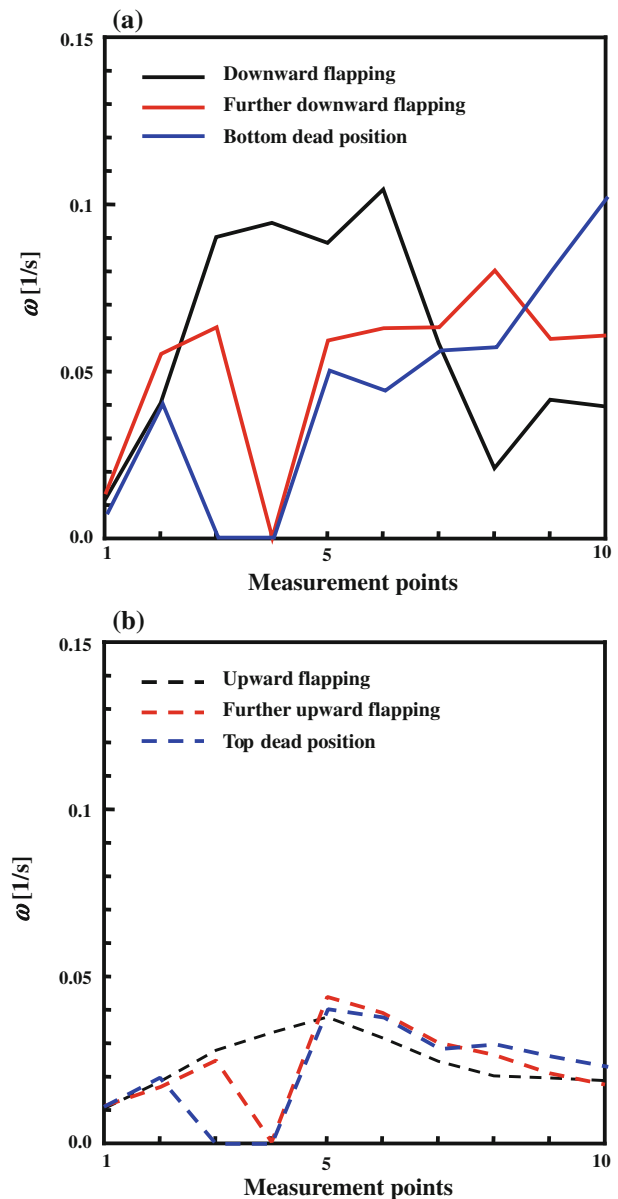 (a)
0.15
Downward flapping
Further downward flapping
Bottom dead position
0.1
ω [1/s]
0.05
0.0
1 5 10
Measurement points
(b)
0.15
Upward flapping
Further upward flapping
Top dead position
0.1
ω [1/s]
0.05
0.0
1 5 10
Measurement points